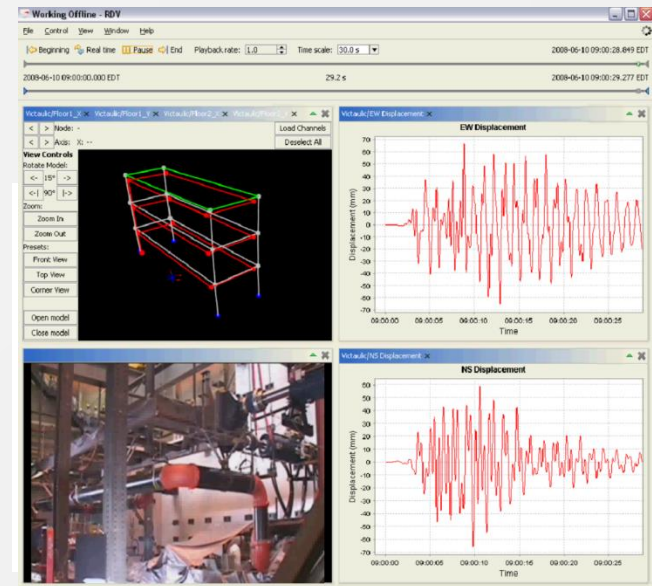 Working Offline - RDV
File Control View Window Help
Beginning Real time Pause End Playback rate: 1.0 Time scale: 30.0 s 2008-06-10 09:00:28.849 EDT
2008-06-10 09:00:00.000 EDT 29.2 s 2008-06-10 09:00:29.277 EDT
Victaulic/Floor1_X Victaulic/Floor1_Y Victaulic/Floor2_X
< > Node: - Load Channels
< > Axis: X: -- Deselect All
View Controls
Rotate Model:
<- 15° ->
<-| 90° |->
Zoom:
Zoom In
Zoom Out
Presets:
Front View
Top View
Corner View
Open model
Close model
Victaulic/EW Displacement
EW Displacement
Displacement (mm)
70
60
50
40
30
20
10
0
-10
-20
-30
-40
-50
-60
-70
09:00:00 09:00:05 09:00:10 09:00:15 09:00:20 09:00:25
Time
Victaulic/NS Displacement
NS Displacement
Displacement (mm)
60
50
40
30
20
10
0
-10
-20
-30
-40
-50
-60
-70
09:00:00 09:00:05 09:00:10 09:00:15 09:00:20 09:00:25
Time